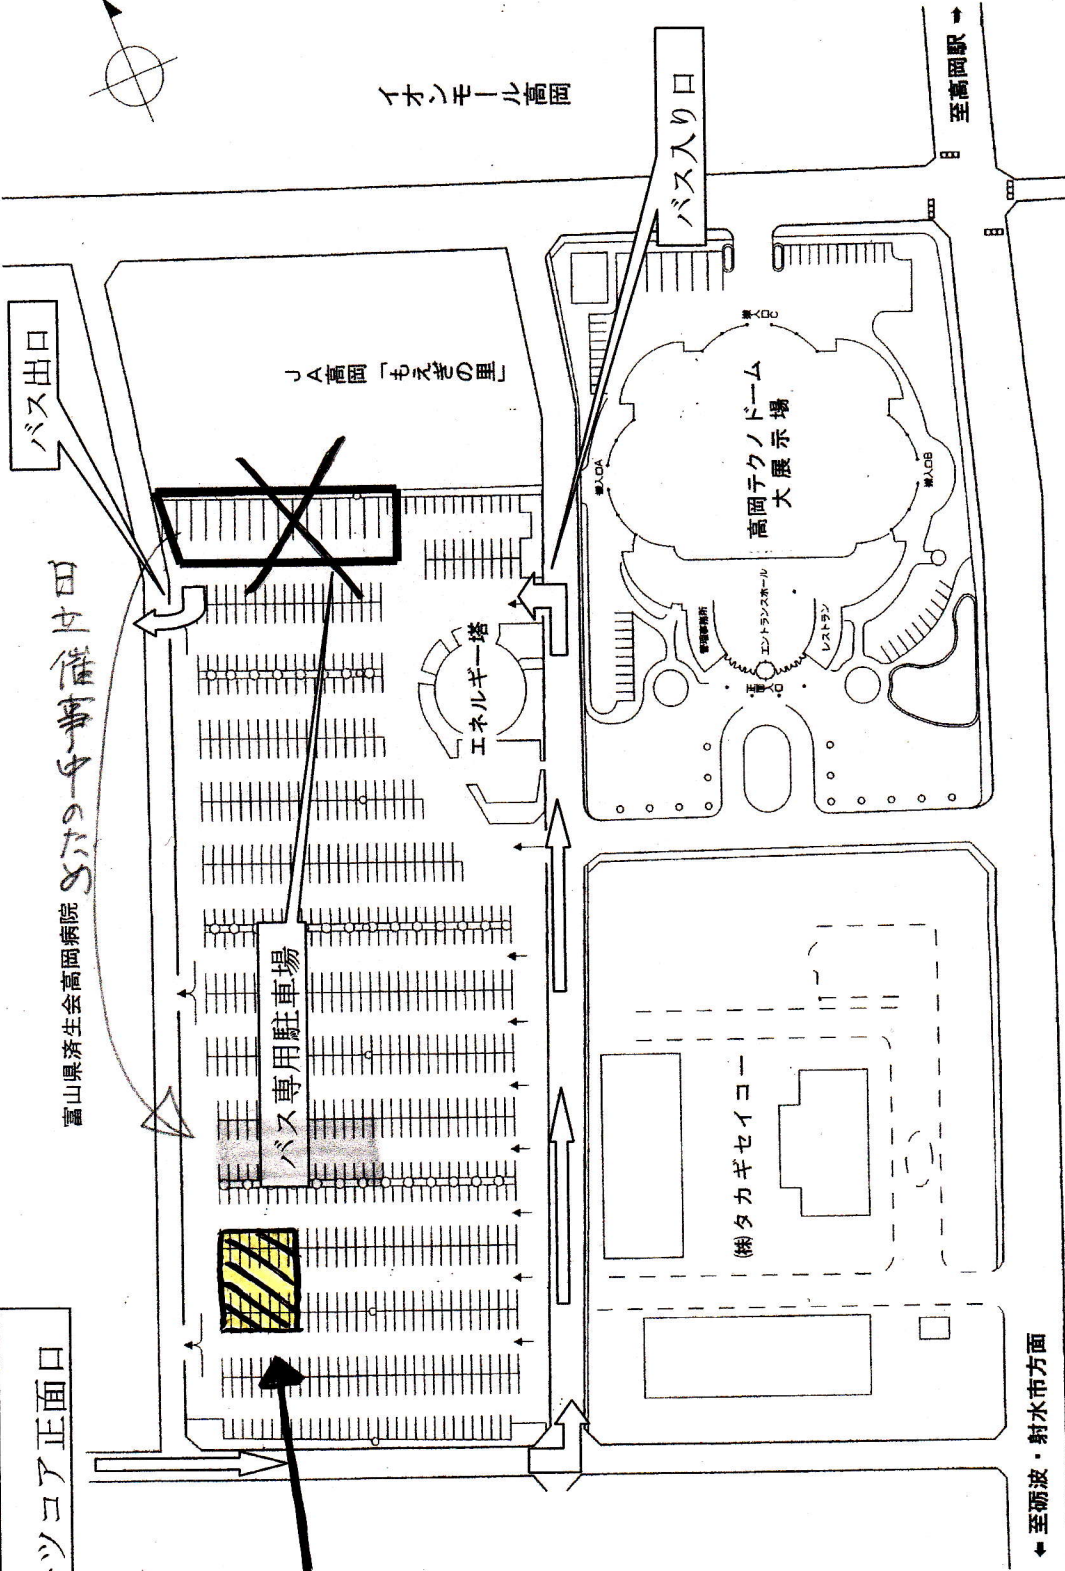 イオンモール高岡
至高岡駅 →
バス入り口
バス出口
JA高岡「もえぎの里」
搬入口C
搬入口A
搬入口B
高岡テクノドーム
大展示場
管理事務所
エントランスホール
レストラン
正面入口
エネルギー塔
富山県済生会高岡病院
バス専用駐車場
㈱タカギセイコー
ツコア正面口
← 至砺波・射水市方面